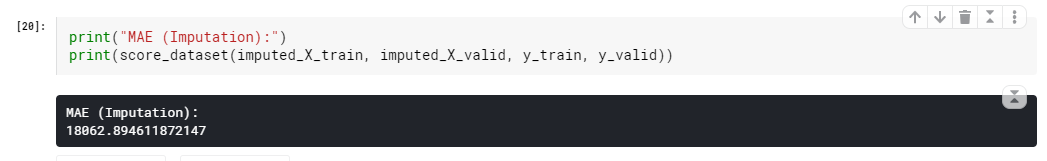 [20]:
print("MAE (Imputation):")
print(score_dataset(imputed_X_train, imputed_X_valid, y_train, y_valid))
MAE (Imputation):
18062.894611872147